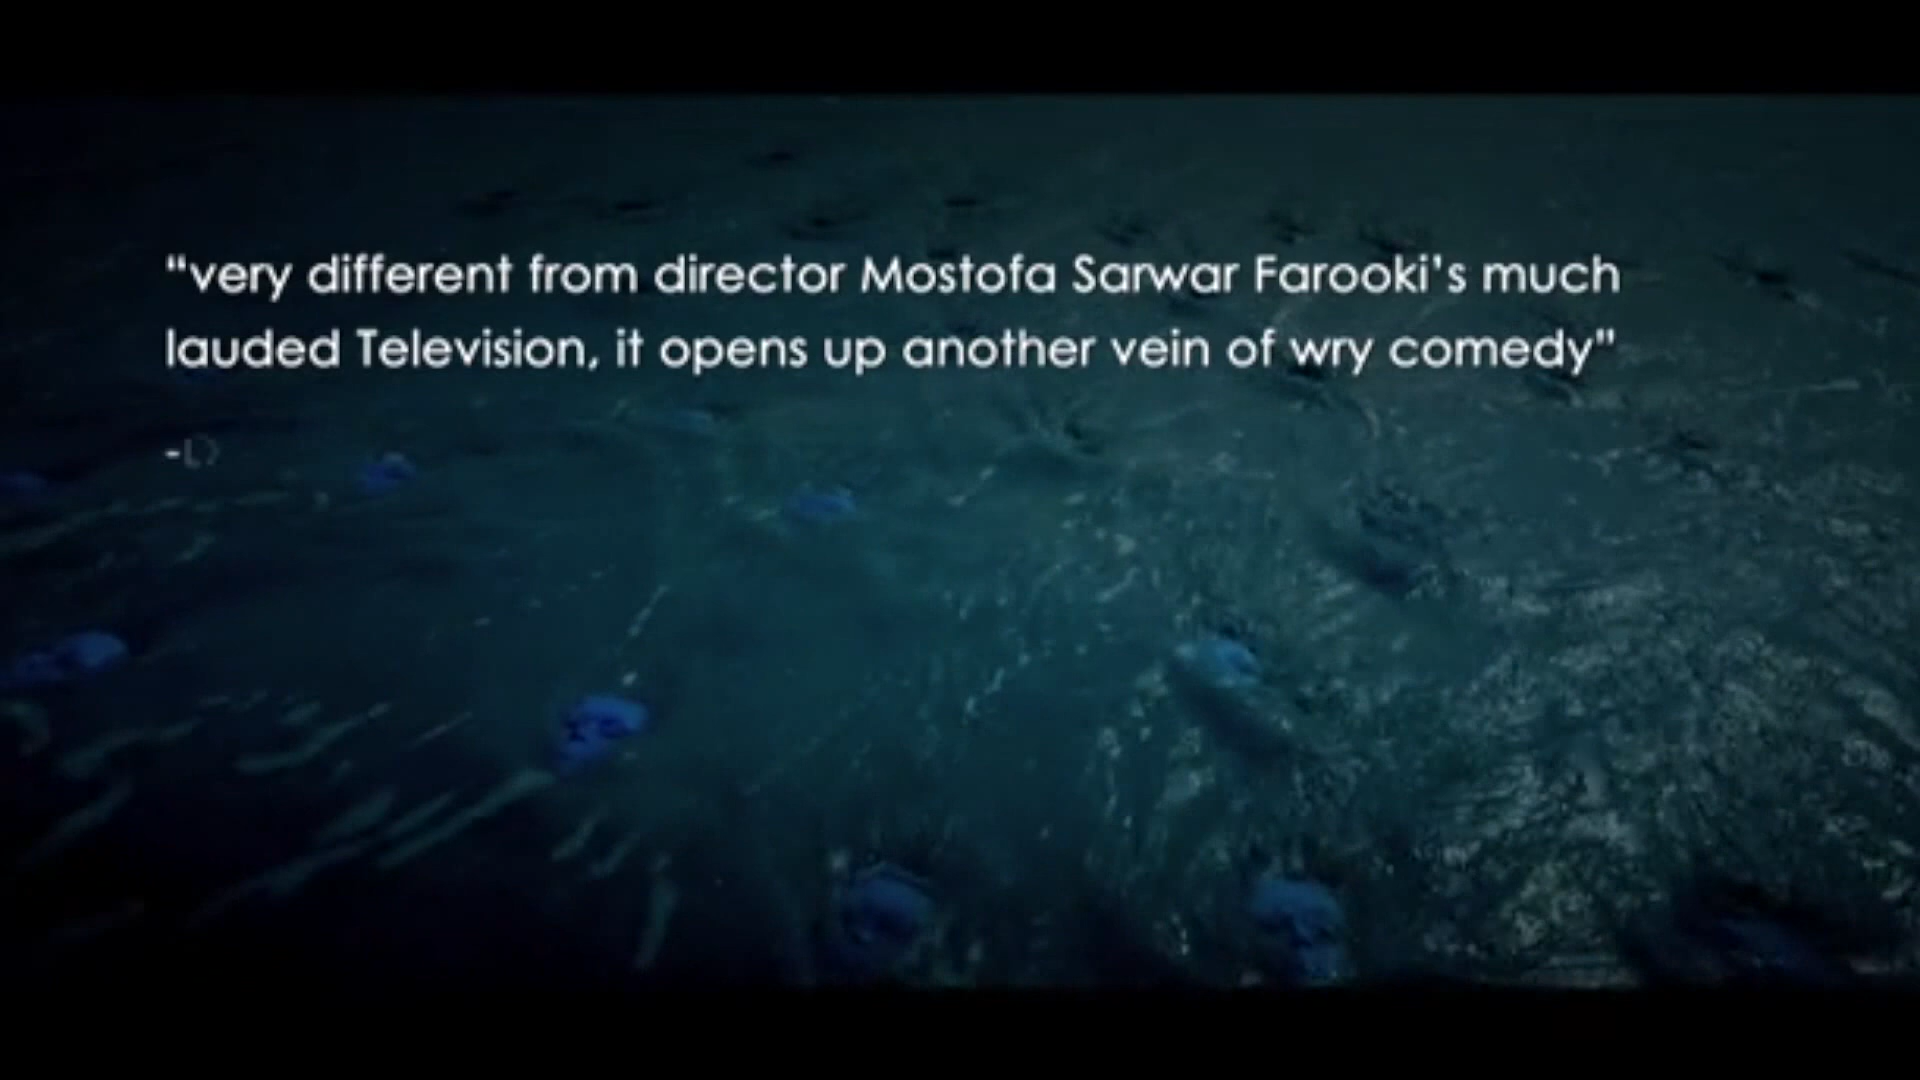 “very different from director Mostofa Sarwar Farooki’s much
lauded Television, it opens up another vein of wry comedy”
-